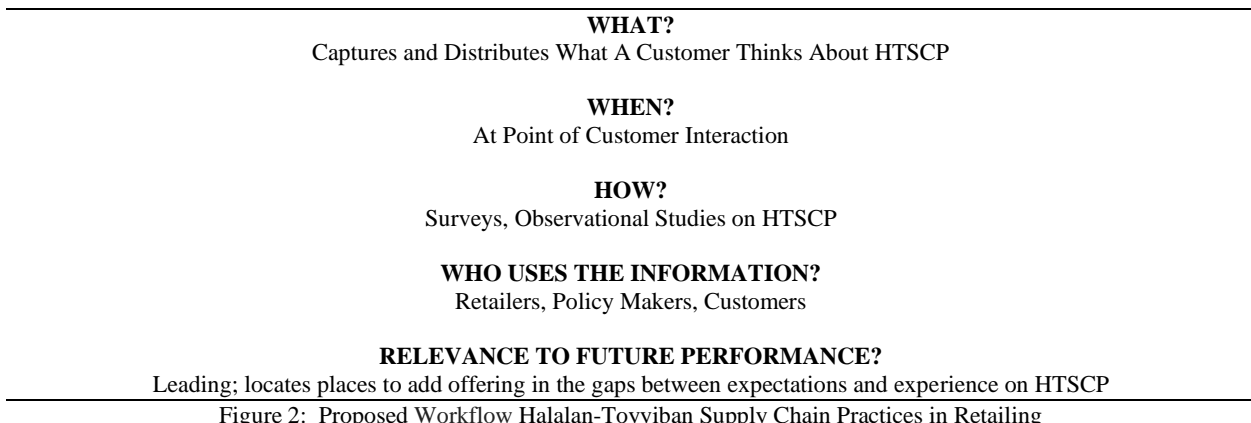 WHAT?
Captures and Distributes What A Customer Thinks About HTSCP
WHEN?
At Point of Customer Interaction
HOW?
Surveys, Observational Studies on HTSCP
WHO USES THE INFORMATION?
Retailers, Policy Makers, Customers
RELEVANCE TO FUTURE PERFORMANCE?
Leading; locates places to add offering in the gaps between expectations and experience on HTSCP
Figure 2: Proposed Workflow Halalan-Toyyiban Supply Chain Practices in Retailing